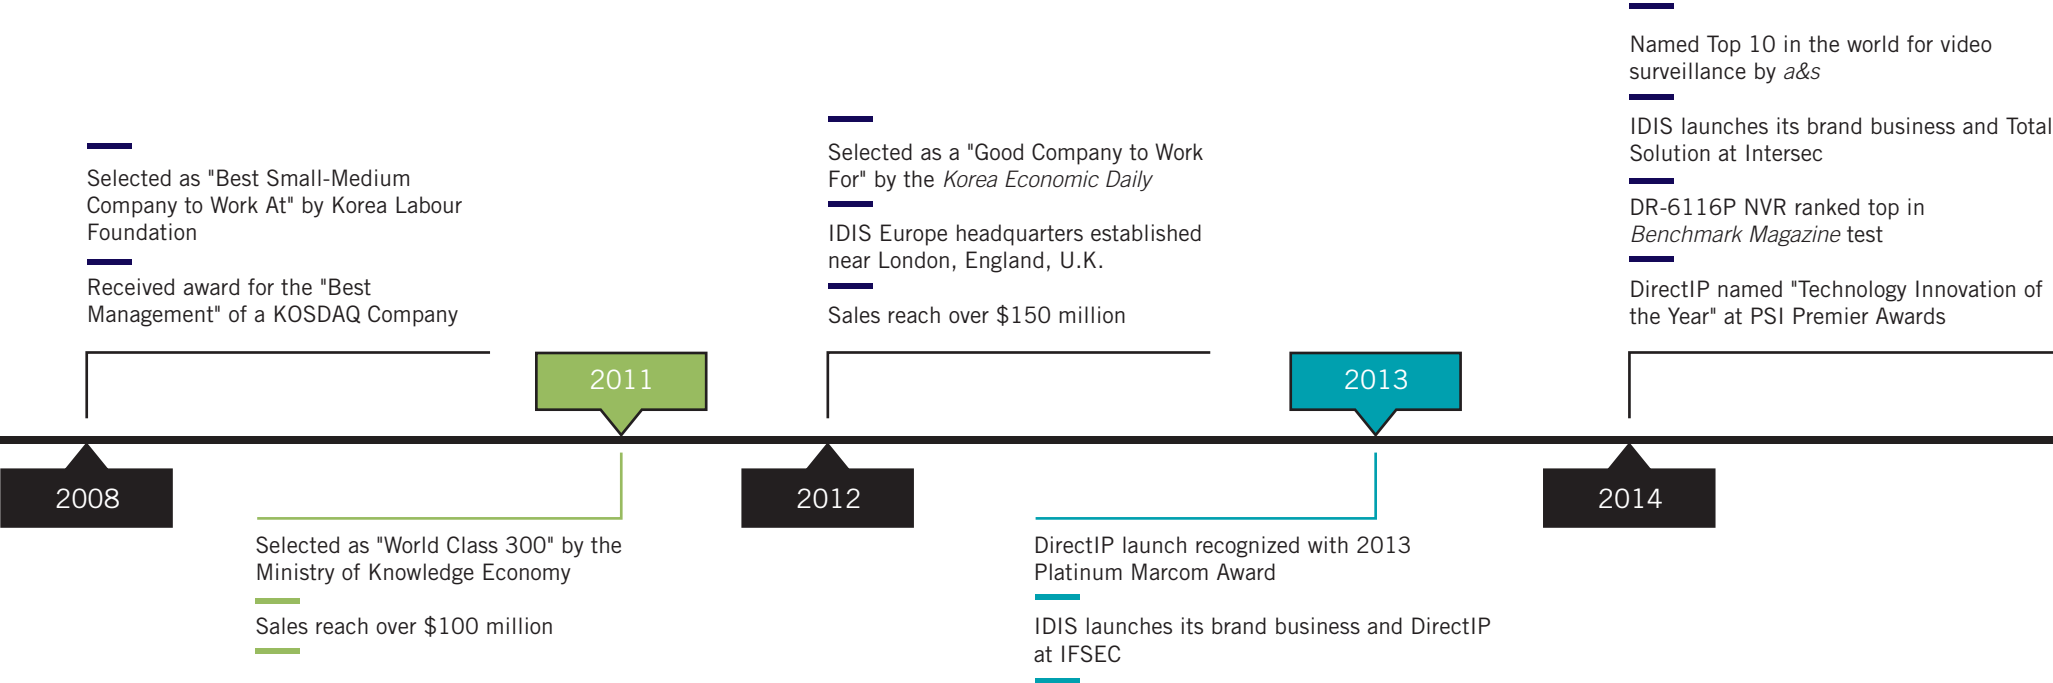 Selected as "Best Small-Medium
Company to Work At" by Korea Labour
Foundation
Received award for the "Best
Management" of a KOSDAQ Company
2008
2011
Selected as "World Class 300" by the
Ministry of Knowledge Economy
Sales reach over $100 million
Selected as a "Good Company to Work
For" by the Korea Economic Daily
IDIS Europe headquarters established
near London, England, U.K.
Sales reach over $150 million
2012
2013
DirectIP launch recognized with 2013
Platinum Marcom Award
IDIS launches its brand business and DirectIP
at IFSEC
Named Top 10 in the world for video
surveillance by a&s
IDIS launches its brand business and Total
Solution at Intersec
DR-6116P NVR ranked top in
Benchmark Magazine test
DirectIP named "Technology Innovation of
the Year" at PSI Premier Awards
2014